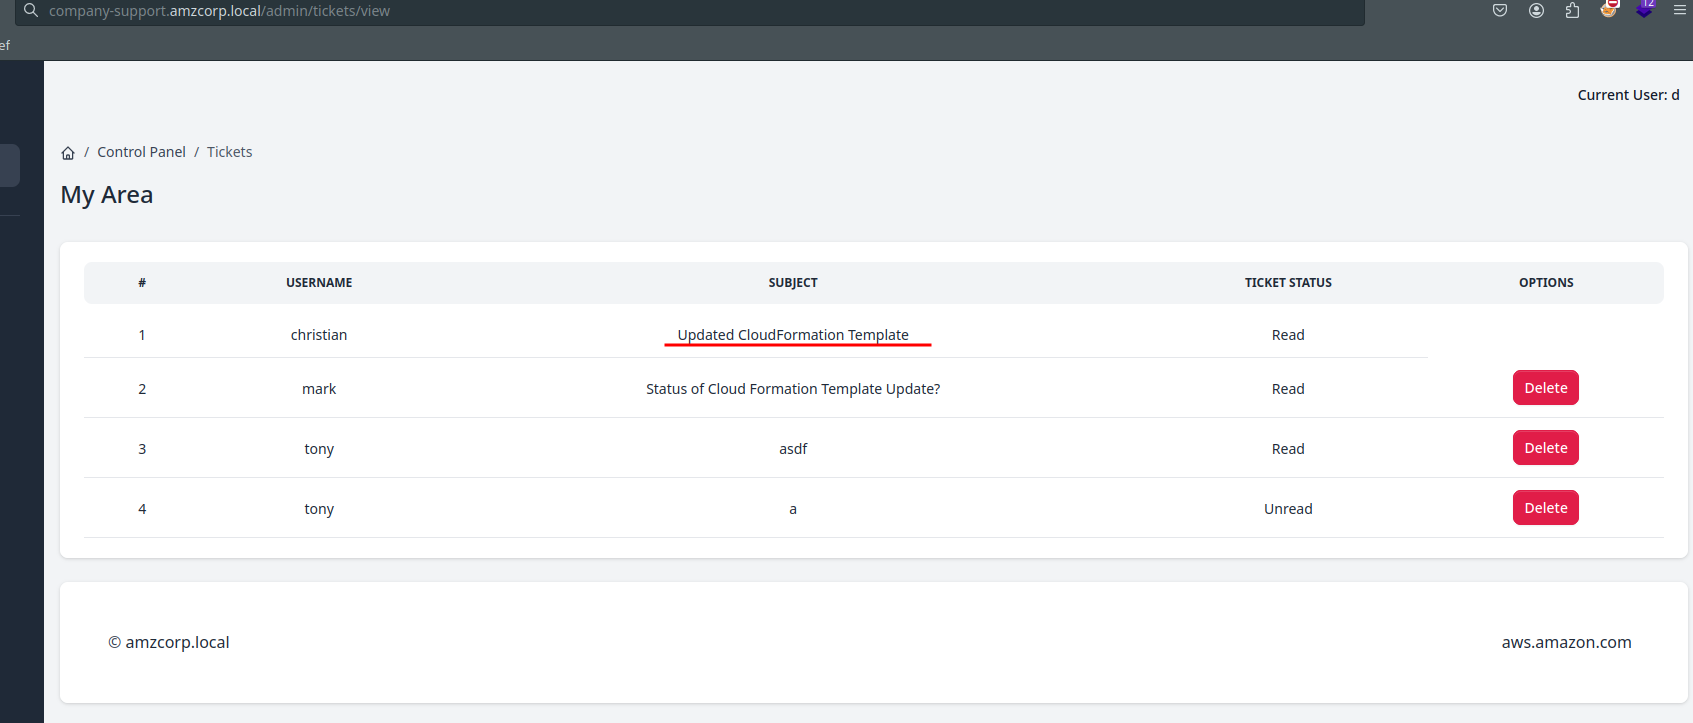 company-support.amzcorp.local/admin/tickets/view
12
ef
Current User: d
/ Control Panel / Tickets
My Area
# USERNAME SUBJECT TICKET STATUS OPTIONS
1 christian Updated CloudFormation Template Read
2 mark Status of Cloud Formation Template Update? Read Delete
3 tony asdf Read Delete
4 tony a Unread Delete
© amzcorp.local aws.amazon.com